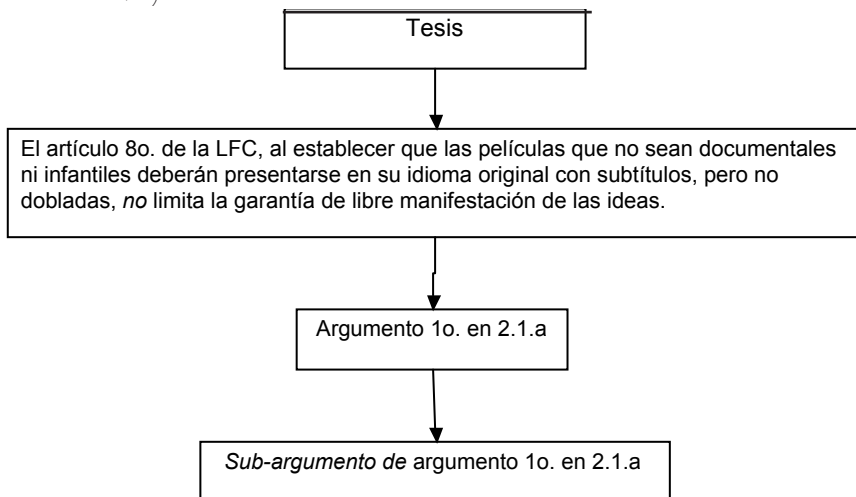 Tesis
El artículo 8o. de la LFC, al establecer que las películas que no sean documentales
ni infantiles deberán presentarse en su idioma original con subtítulos, pero no
dobladas, no limita la garantía de libre manifestación de las ideas.
Argumento 1o. en 2.1.a
Sub-argumento de argumento 1o. en 2.1.a